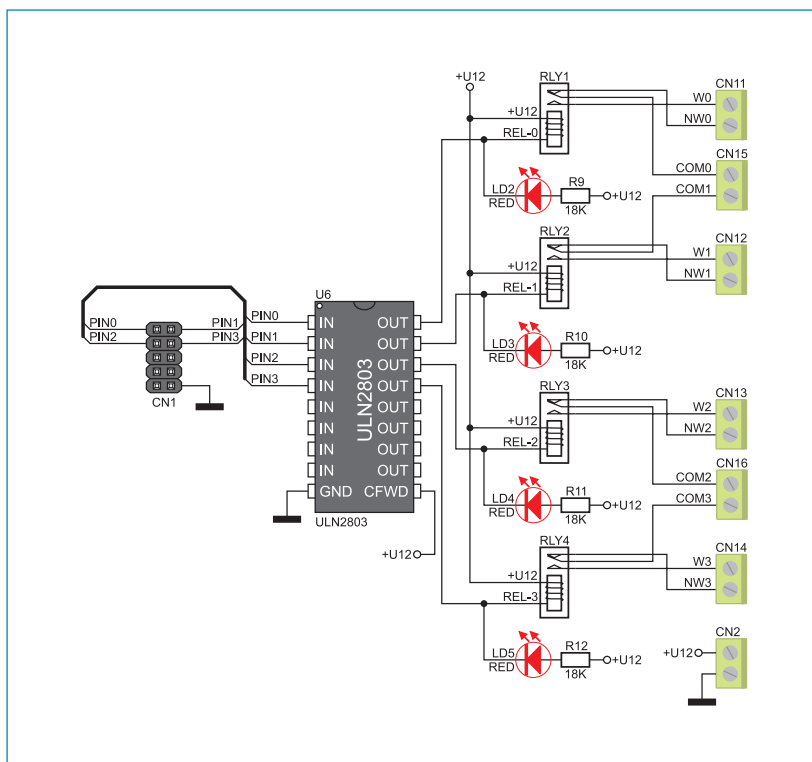 +U12
RLY1
CN11
W0
+U12
NW0
REL-0
CN15
COM0
LD2
R9
COM1
RED
18K
+U12
RLY2
CN12
W1
+U12
NW1
REL-1
U6
PIN0
PIN0
PIN1
IN
OUT
PIN2
PIN3
PIN1
IN
OUT
LD3
R10
RED
18K
+U12
PIN2
IN
OUT
RLY3
PIN3
IN
OUT
CN1
CN13
IN
OUT
W2
+U12
NW2
IN
OUT
REL-2
IN
OUT
CN16
IN
OUT
COM2
GND
CFWD
LD4
R11
COM3
RED
18K
+U12
ULN2803
ULN2803
RLY4
CN14
+U12
W3
+U12
NW3
REL-3
CN2
LD5
R12
+U12
RED
18K
+U12